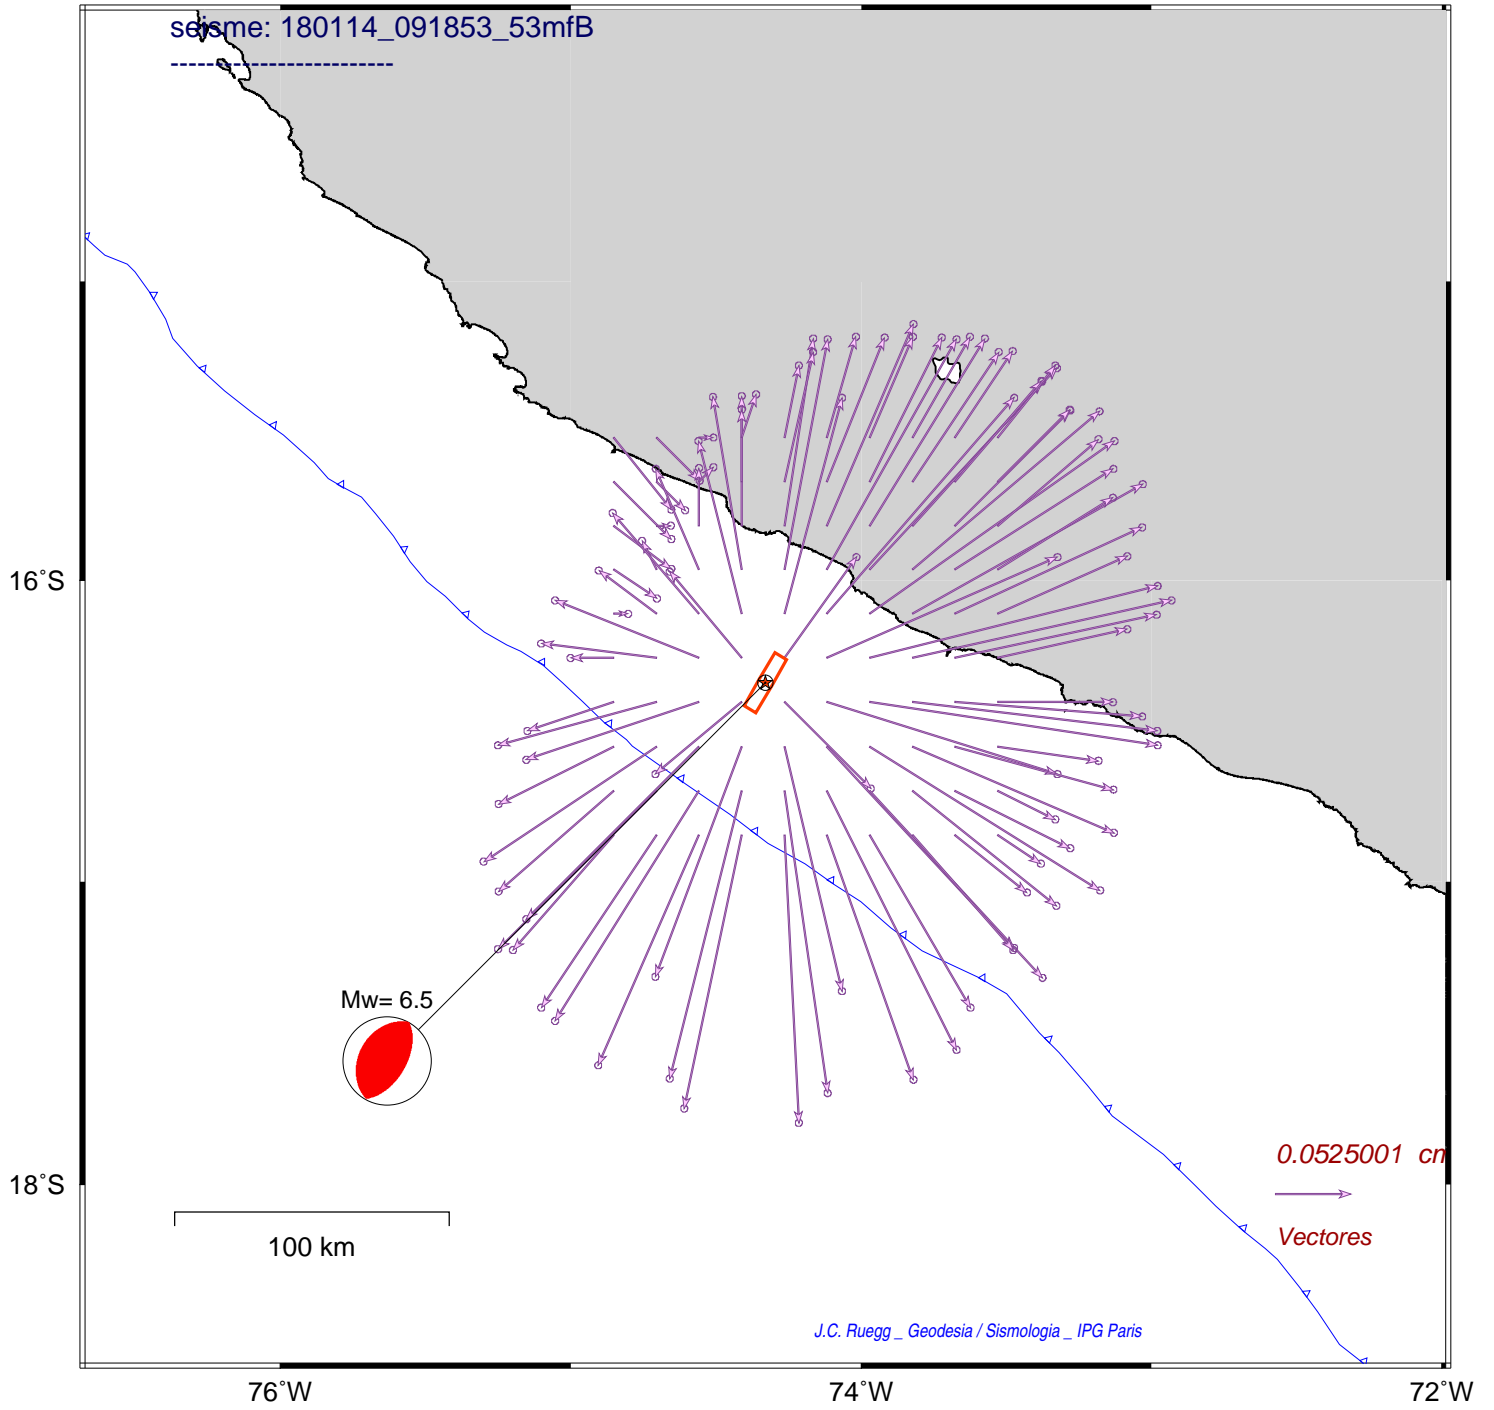 seisme: 180114_091853_53mfB
----------------------
16°S
Mw= 6.5
18°S
0.0525001 cm
Vectores
100 km
J.C. Ruegg _ Geodesia / Sismologia _ IPG Paris
76°W
74°W
72°W